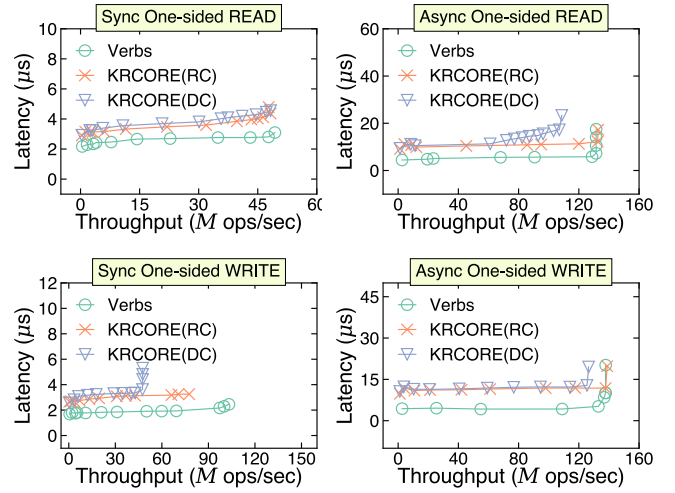 Sync One-sided READ
Latency (μs)
10
8
6
4
2
0
Verbs
KRCORE(RC)
KRCORE(DC)
0 15 30 45 6
Throughput (M ops/sec)
Async One-sided READ
Latency (μs)
60
40
20
0
Verbs
KRCORE(RC)
KRCORE(DC)
0 40 80 120 160
Throughput (M ops/sec)
Sync One-sided WRITE
Latency (μs)
12
10
8
6
4
2
0
Verbs
KRCORE(RC)
KRCORE(DC)
0 30 60 90 120 150
Throughput (M ops/sec)
Async One-sided WRITE
Latency (μs)
45
30
15
0
Verbs
KRCORE(RC)
KRCORE(DC)
0 40 80 120 160
Throughput (M ops/sec)